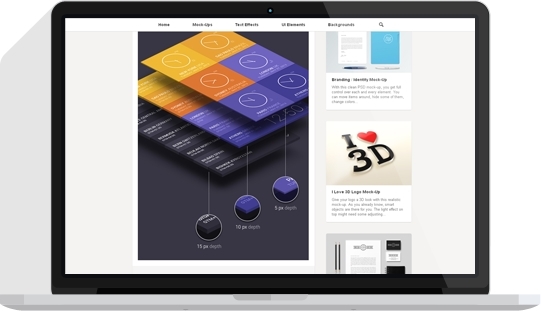 Home
Mock-Ups
Text Effects
UI Elements
Backgrounds
15 px depth
10 px depth
5 px depth
Branding - Identity Mock-Up
With this clean PSD mock-up, you get full
control over back and every element. You
can move items around, hide some of them,
change colors...
I ♥ 3D
I Love 3D Logo Mock-Up
Give your logo a 3D look with this realistic
mock-up. As you already know, smart
objects are there for you. The light effect on
top might need some adjusting...